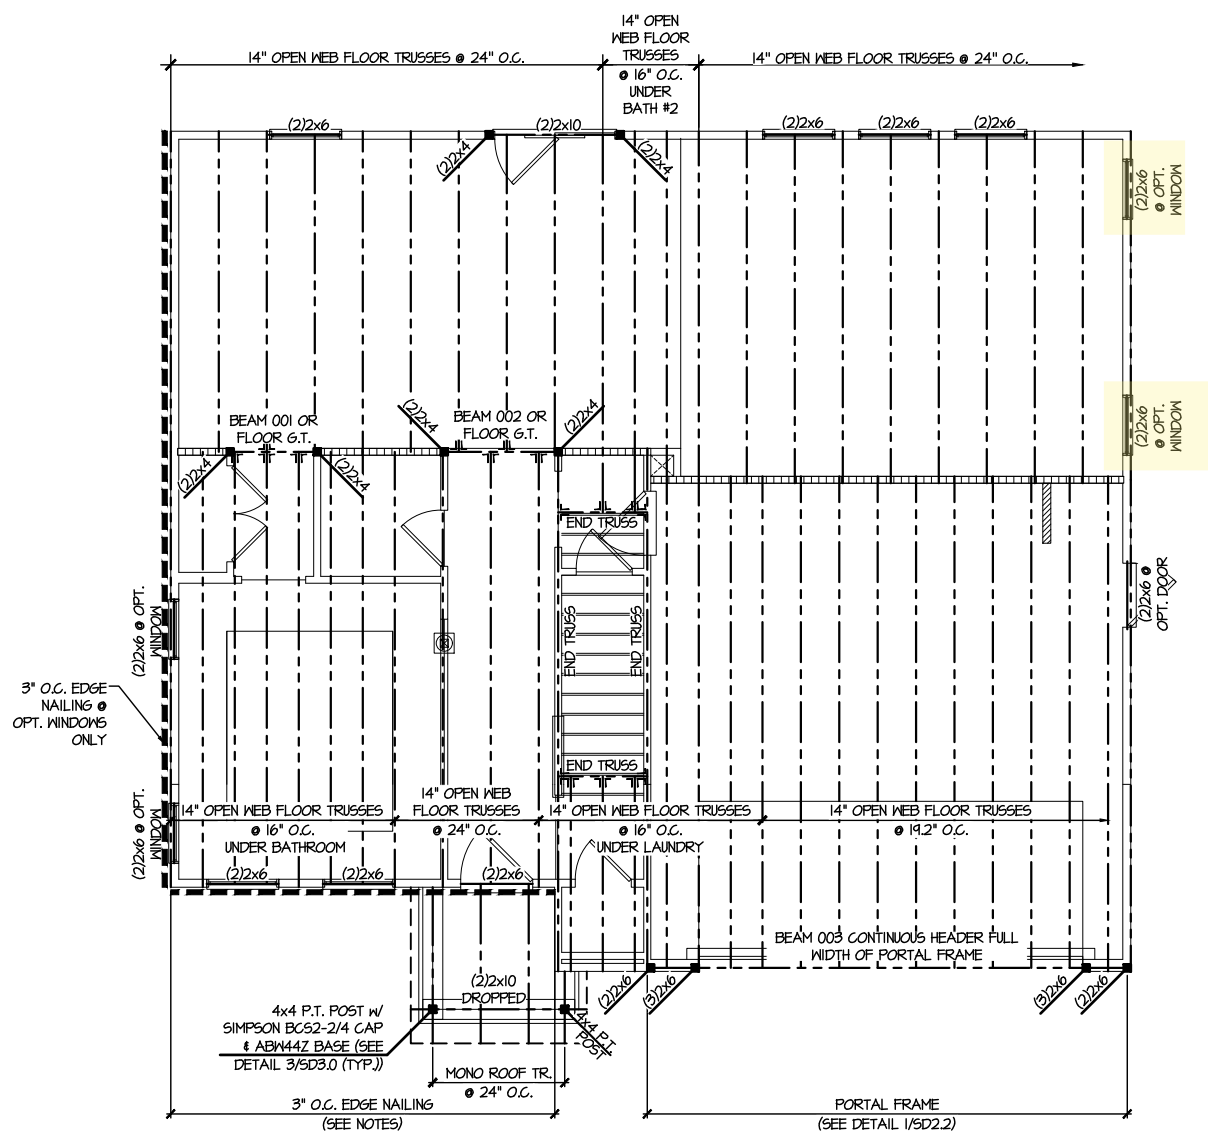 14" OPEN WEB FLOOR TRUSSES @ 24" O.C.
14" OPEN
WEB FLOOR
TRUSSES
@ 16" O.C.
UNDER
BATH #2
14" OPEN WEB FLOOR TRUSSES @ 24" O.C.
(2)2x6
(2)2x10
(2)2x6
(2)2x6
(2)2x6
(2)2x4
(2)2x4
(2)2x6
@ OPT.
WINDOW
(2)2x6
@ OPT.
WINDOW
BEAM 001 OR
FLOOR G.T.
(2)2x4
BEAM 002 OR
FLOOR G.T.
(2)2x4
(2)2x4
(2)2x4
END TRUSS
END TRUSS
END TRUSS
END TRUSS
(2)2x6 @
OPT. DOOR
(2)2x6 @ OPT.
WINDOW
3" O.C. EDGE
NAILING @
OPT. WINDOWS
ONLY
(2)2x6 @ OPT.
WINDOW
14" OPEN WEB FLOOR TRUSSES
@ 16" O.C.
UNDER BATHROOM
14" OPEN WEB
FLOOR TRUSSES
@ 24" O.C.
14" OPEN WEB FLOOR TRUSSES
@ 16" O.C.
UNDER LAUNDRY
14" OPEN WEB FLOOR TRUSSES
@ 19.2" O.C.
(2)2x6
(2)2x6
(2)2x6
BEAM 003 CONTINUOUS HEADER FULL
WIDTH OF PORTAL FRAME
(2)2x10
DROPPED
(2)2x6
(3)2x6
(3)2x6
(2)2x6
4x4 P.T. POST W/
SIMPSON BCS2-2/4 CAP
& ABW44Z BASE (SEE
DETAIL 3/SD3.0 (TYP.))
4x4 P.T.
POST
MONO ROOF TR.
@ 24" O.C.
3" O.C. EDGE NAILING
(SEE NOTES)
PORTAL FRAME
(SEE DETAIL 1/SD2.2)